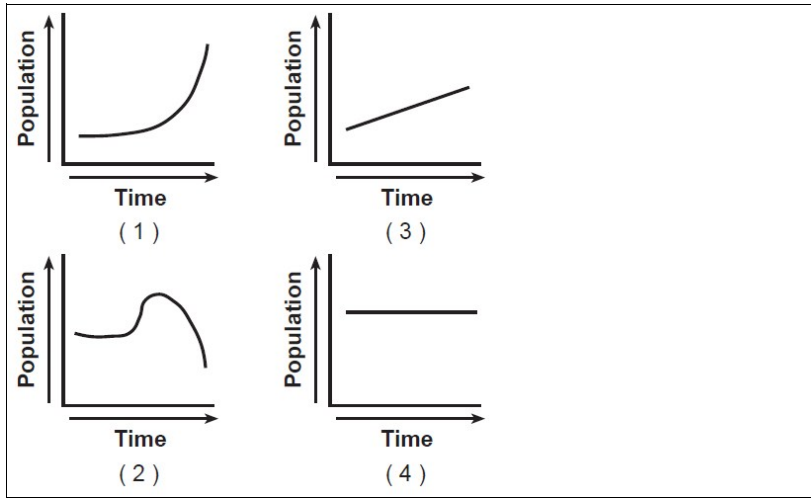 Population
Time
( 1 )
Population
Time
( 3 )
Population
Time
( 2 )
Population
Time
( 4 )